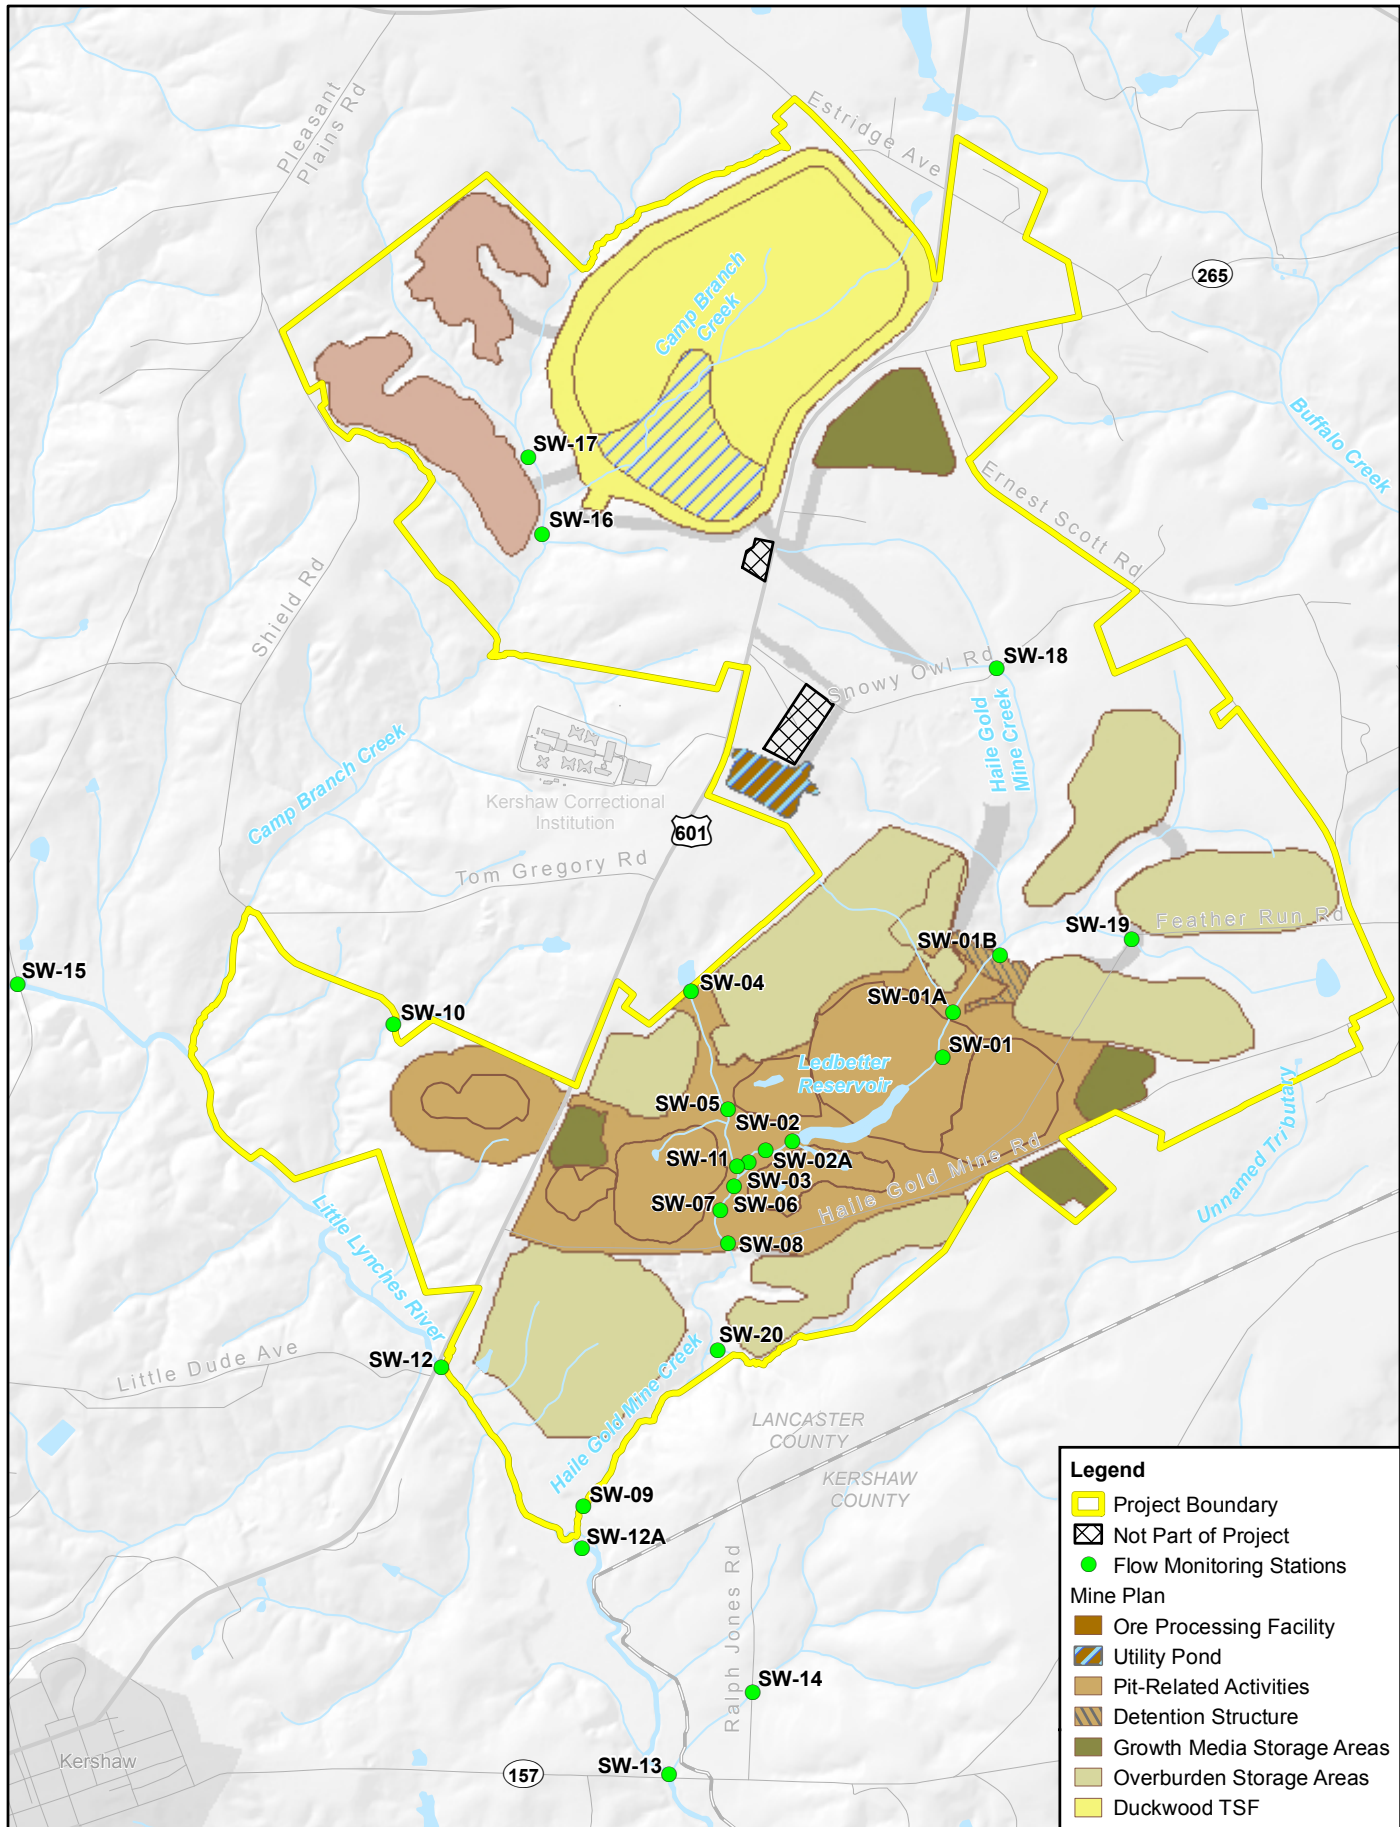 Pleasant
Plains Rd
Estridge Ave
265
Camp Branch
Creek
Buffalo Creek
SW-17
Ernest Scott Rd
SW-16
Shield Rd
SW-18
Snowy Owl Rd
Haile Gold
Mine Creek
Camp Branch Creek
Kershaw Correctional
Institution
601
Tom Gregory Rd
SW-19
Feather Run Rd
SW-01B
SW-15
SW-04
SW-01A
SW-10
SW-01
Ledbetter
Reservoir
SW-05
SW-02
SW-11
SW-02A
SW-03
Haile Gold Mine Rd
Unnamed Tributary
SW-07
SW-06
SW-08
Little Lynches River
SW-20
SW-12
Little Dude Ave
Haile Gold Mine Creek
LANCASTER
COUNTY
KERSHAW
COUNTY
SW-09
SW-12A
Ralph Jones Rd
SW-14
Kershaw
157
SW-13
Legend
Project Boundary
Not Part of Project
Flow Monitoring Stations
Mine Plan
Ore Processing Facility
Utility Pond
Pit-Related Activities
Detention Structure
Growth Media Storage Areas
Overburden Storage Areas
Duckwood TSF